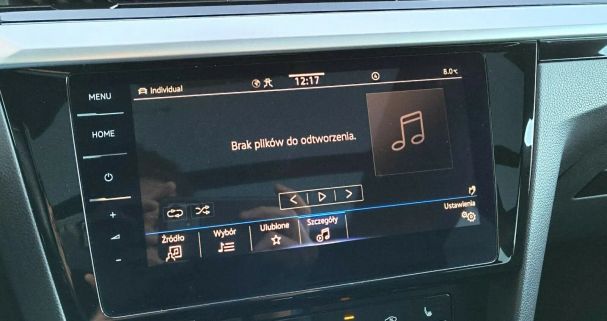 MENU
HOME
Individual
12:17
8.0°C
Brak plików do odtworzenia.
Źródło
Wybór
Ulubione
Szczegóły
Ustawienia